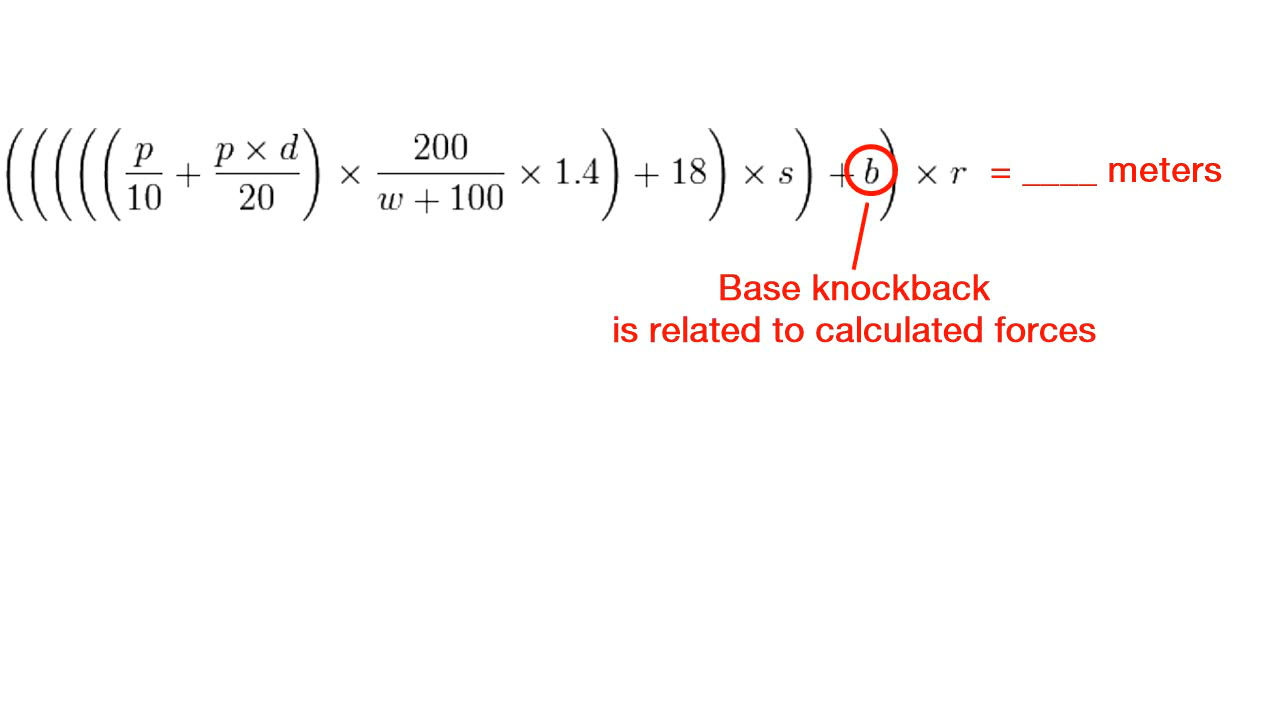 (((((p/10 + p × d/20) × 200/w + 100 × 1.4) + 18) × s) + b) × r = ____ meters
Base knockback
is related to calculated forces